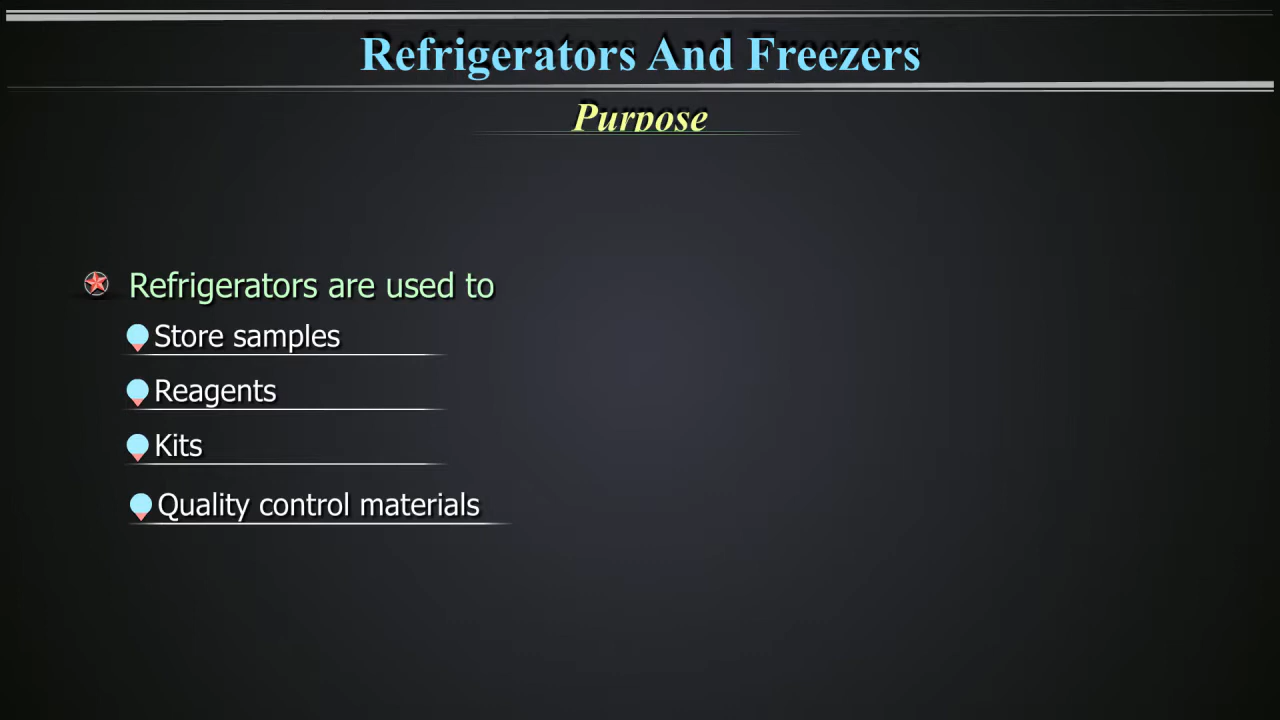 Refrigerators And Freezers
Purpose
Refrigerators are used to
Store samples
Reagents
Kits
Quality control materials